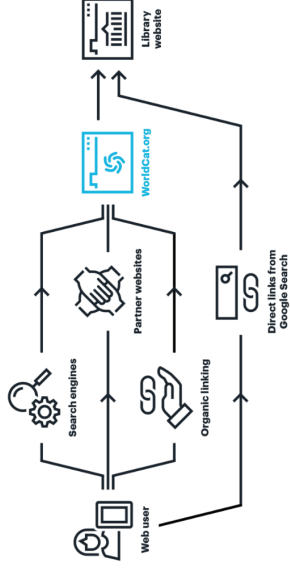 Web user
Search engines
Partner websites
Organic linking
WorldCat.org
Library
website
Direct links from
Google Search